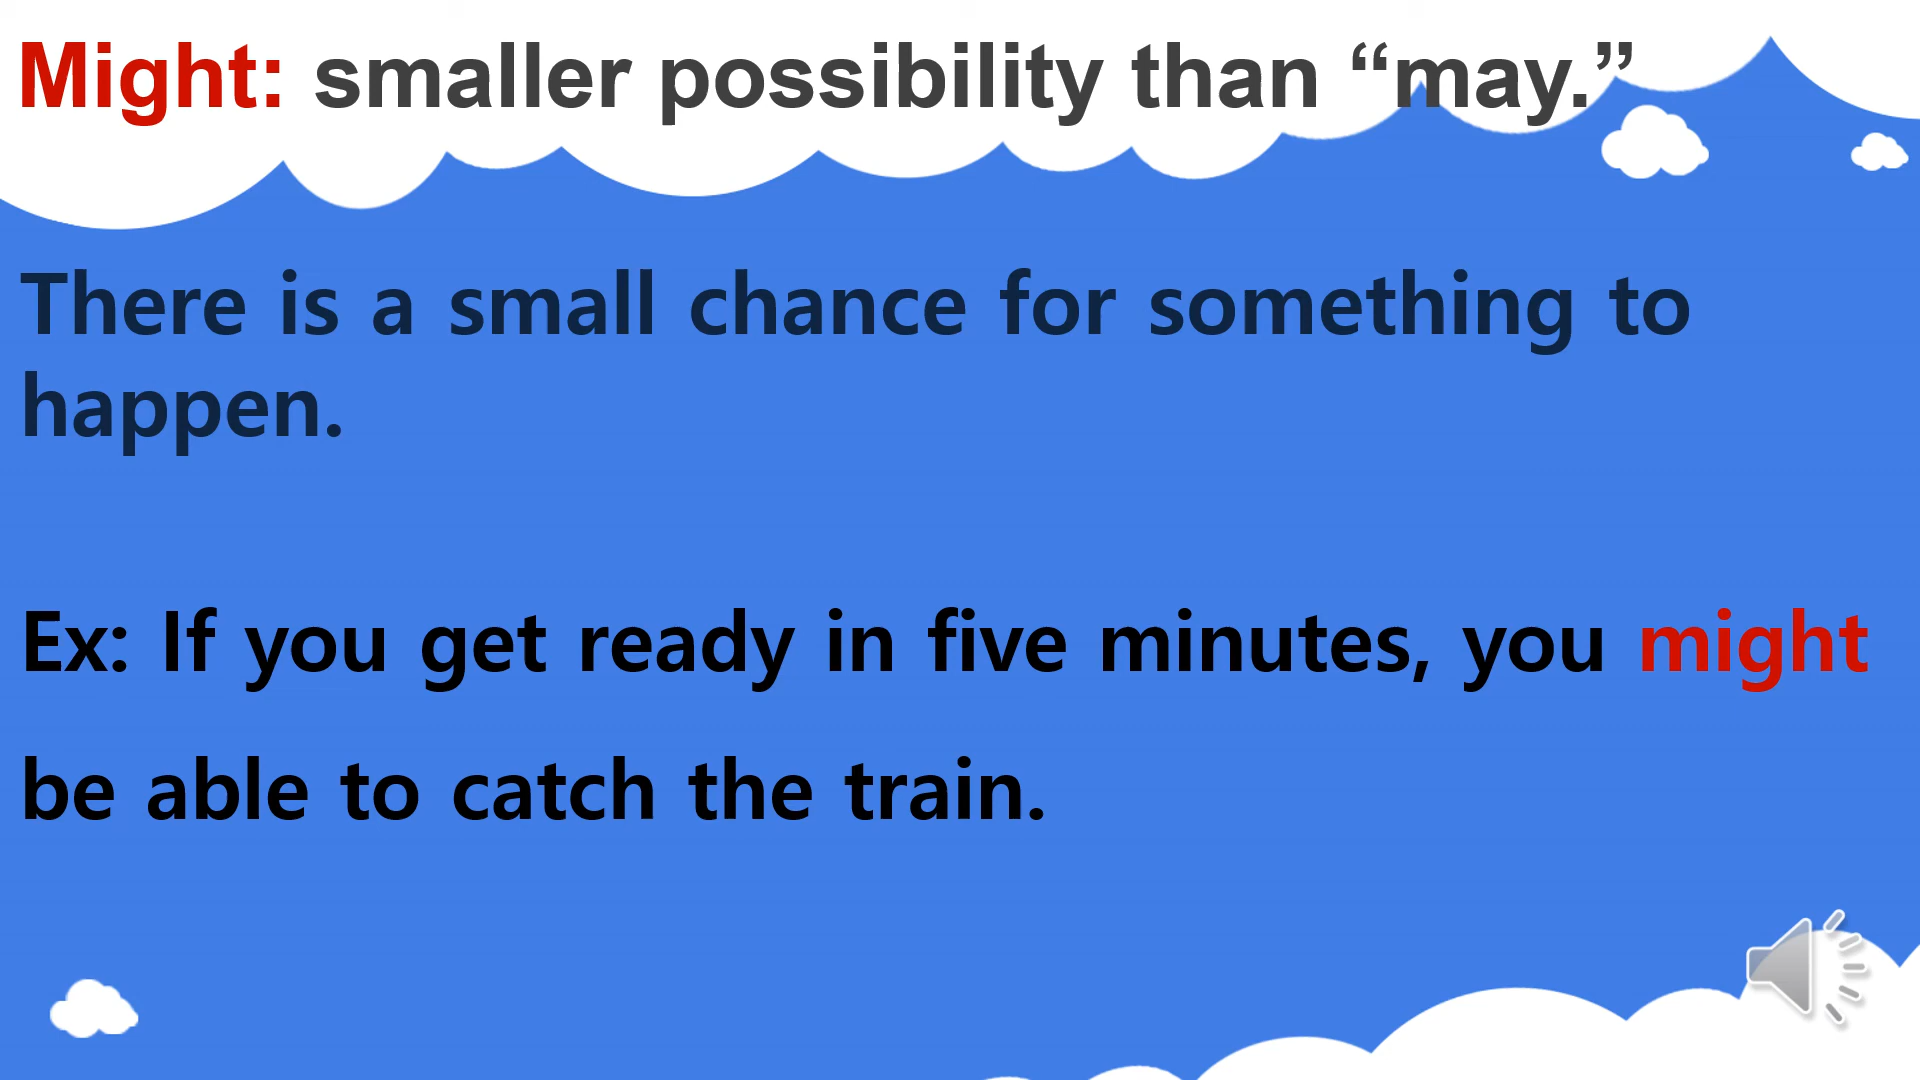 Might: smaller possibility than “may.”
There is a small chance for something to
happen.
Ex: If you get ready in five minutes, you might
be able to catch the train.